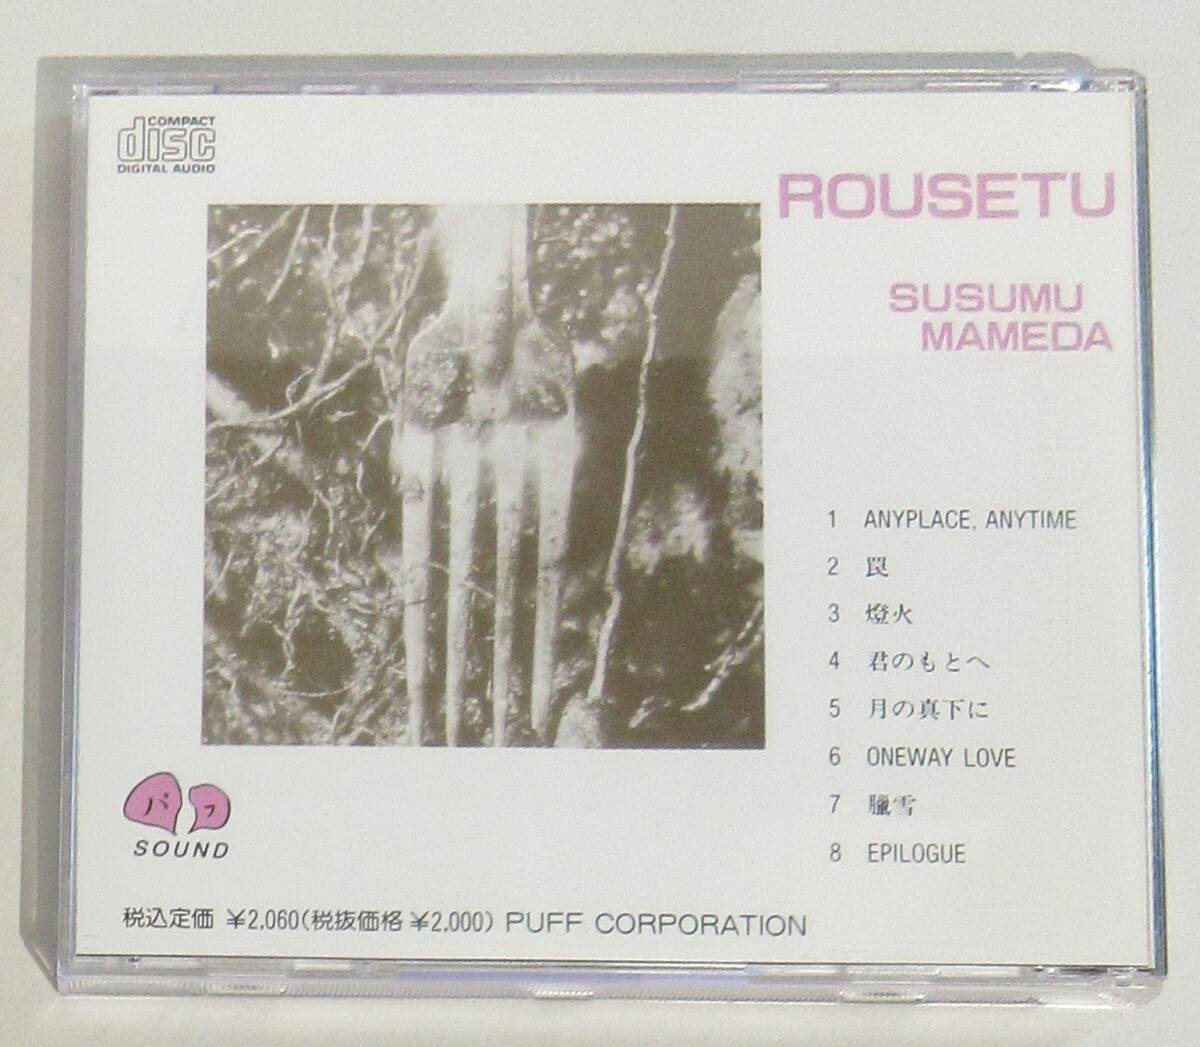 COMPACT
disc
DIGITAL AUDIO
ROUSETU
SUSUMU
MAMEDA
1 ANYPLACE, ANYTIME
2 罠
3 燈火
4 君のもとへ
5 月の真下に
6 ONEWAY LOVE
7 臘雪
8 EPILOGUE
パフ
SOUND
税込定価 ¥2,060(税抜価格¥2,000) PUFF CORPORATION